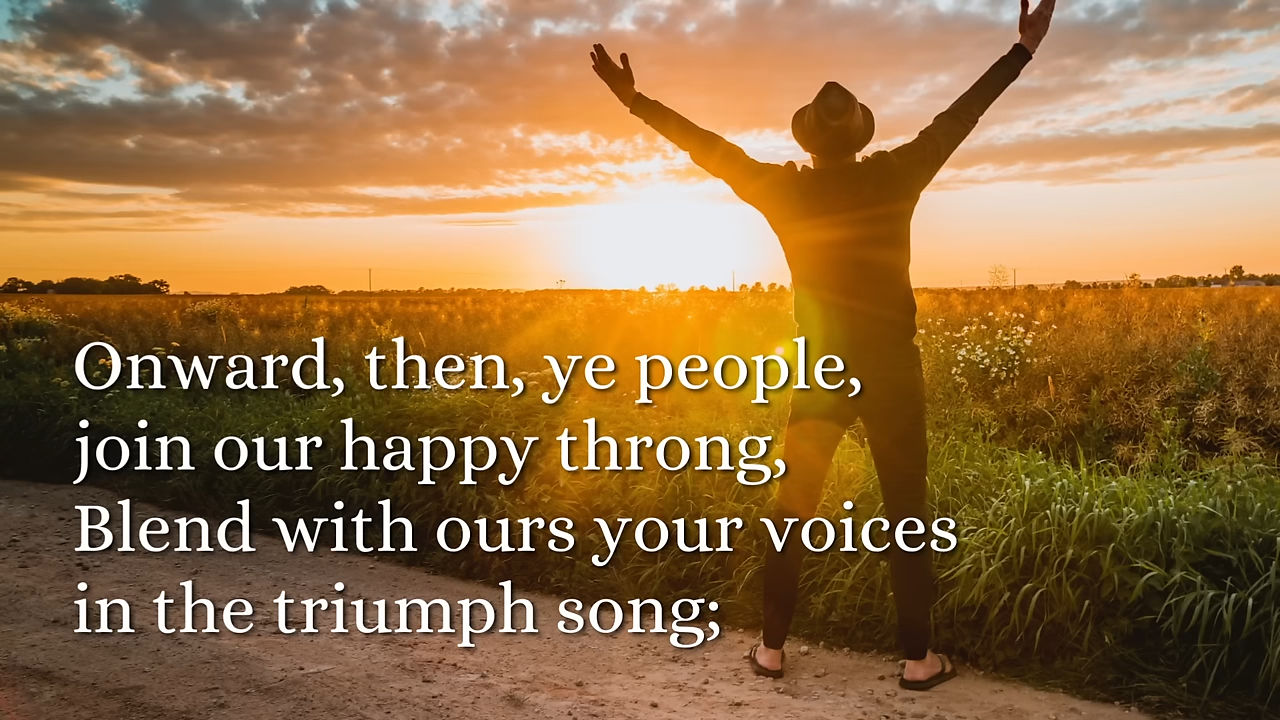 Onward, then, ye people,
join our happy throng,
Blend with ours your voices
in the triumph song;